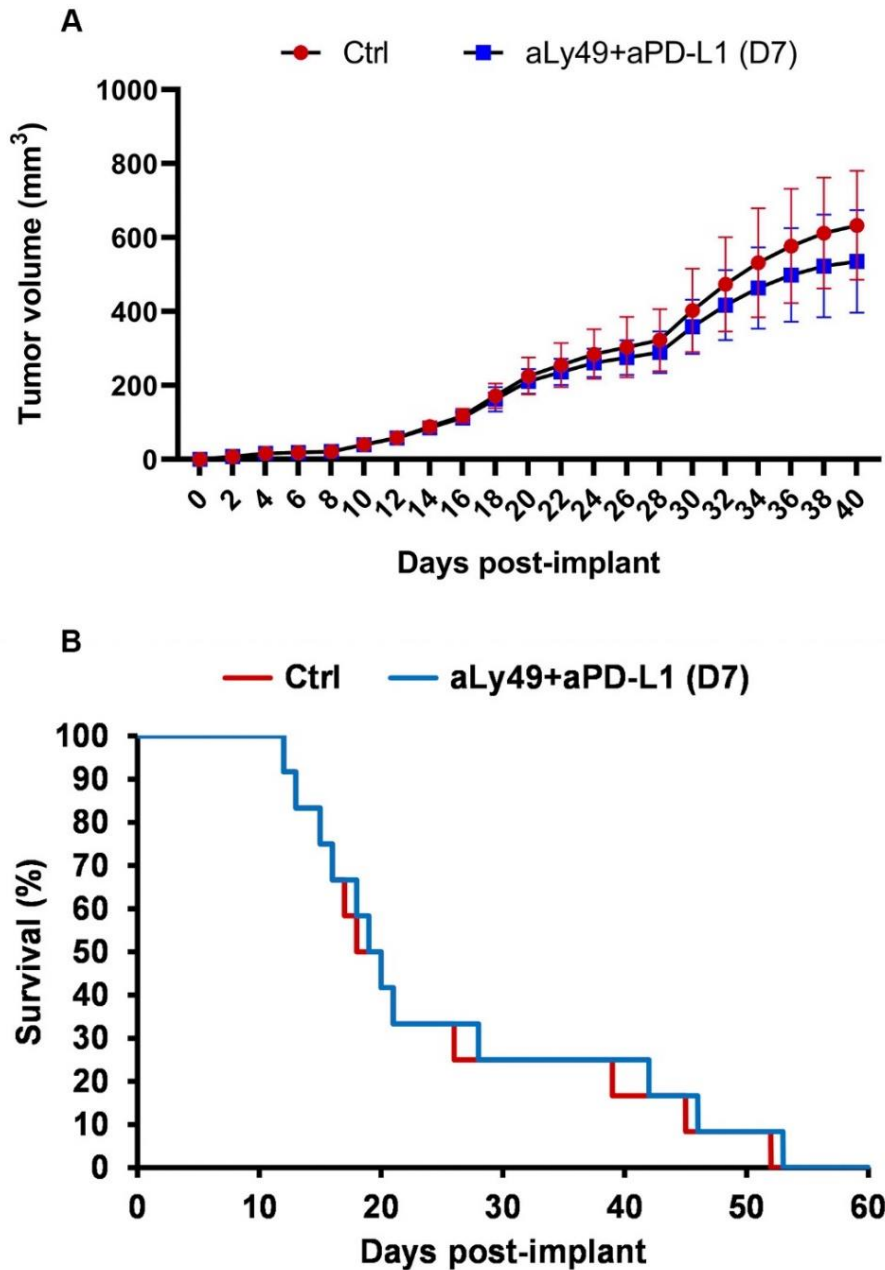 A
Ctrl aLy49+aPD-L1 (D7)
1000
800
600
400
200
0
Tumor volume (mm³)
0 2 4 6 8 10 12 14 16 18 20 22 24 26 28 30 32 34 36 38 40
Days post-implant
B
Ctrl aLy49+aPD-L1 (D7)
100
90
80
70
60
50
40
30
20
10
0
Survival (%)
0 10 20 30 40 50 60
Days post-implant